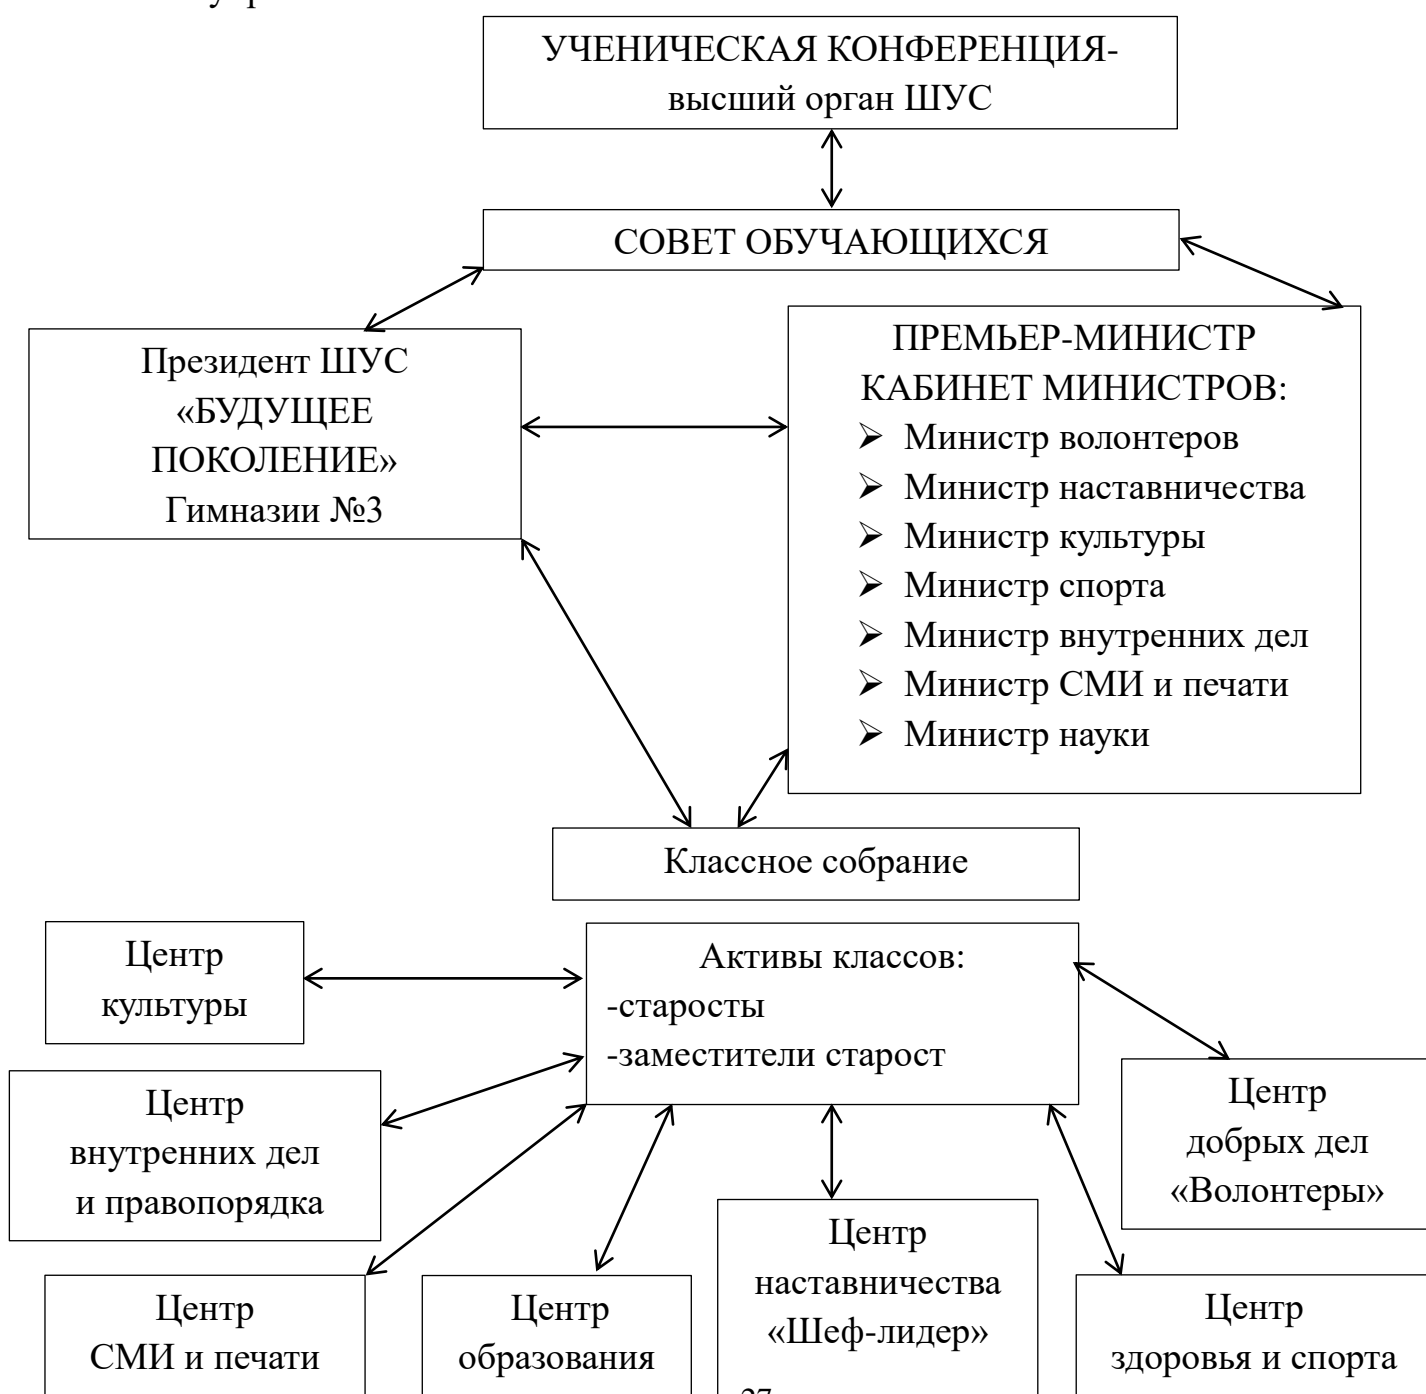 УЧЕНИЧЕСКАЯ КОНФЕРЕНЦИЯ-
высший орган ШУС
СОВЕТ ОБУЧАЮЩИХСЯ
Президент ШУС
«БУДУЩЕЕ
ПОКОЛЕНИЕ»
Гимназии №3
ПРЕМЬЕР-МИНИСТР
КАБИНЕТ МИНИСТРОВ:
➢ Министр волонтеров
➢ Министр наставничества
➢ Министр культуры
➢ Министр спорта
➢ Министр внутренних дел
➢ Министр СМИ и печати
➢ Министр науки
Классное собрание
Центр
культуры
Активы классов:
-старосты
-заместители старост
Центр
внутренних дел
и правопорядка
Центр
добрых дел
«Волонтеры»
Центр
СМИ и печати
Центр
образования
Центр
наставничества
«Шеф-лидер»
Центр
здоровья и спорта